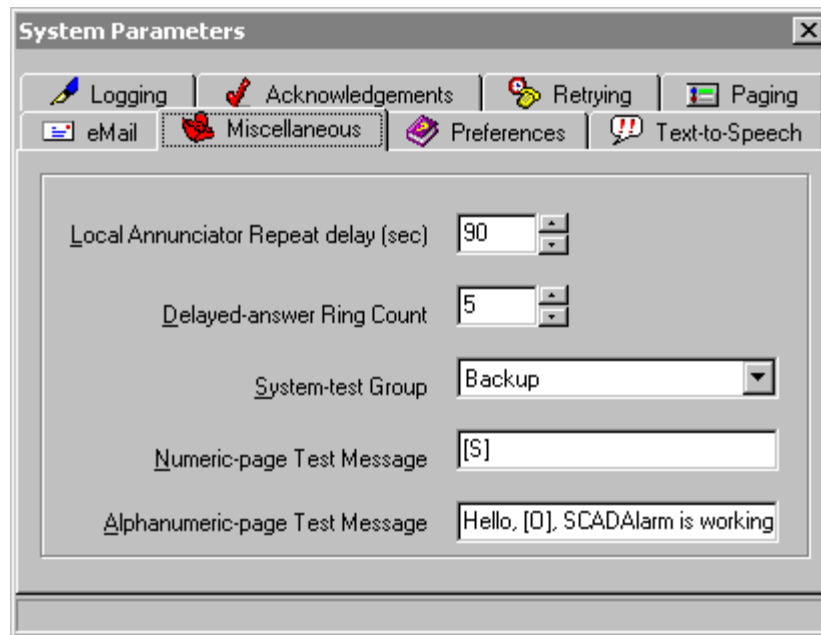 System Parameters
Logging Acknowledgements Retrying Paging
eMail Miscellaneous Preferences Text-to-Speech
Local Annunciator Repeat delay (sec) 90
Delayed-answer Ring Count 5
System-test Group Backup
Numeric-page Test Message [S]
Alphanumeric-page Test Message Hello, [O], SCADAlarm is working